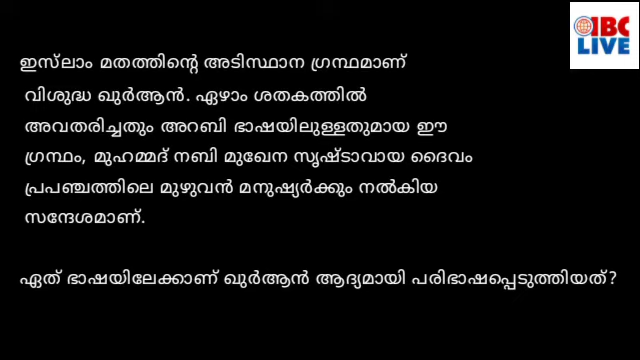 IBC
LIVE
ഇസ്‌ലാം മതത്തിന്റെ അടിസ്ഥാന ഗ്രന്ഥമാണ്
വിശുദ്ധ ഖുർആൻ. ഏഴാം ശതകത്തിൽ
അവതരിച്ചതും അറബി ഭാഷയിലുള്ളതുമായ ഈ
ഗ്രന്ഥം, മുഹമ്മദ് നബി മുഖേന സൃഷ്ടാവായ ദൈവം
പ്രപഞ്ചത്തിലെ മുഴുവൻ മനുഷ്യർക്കും നൽകിയ
സന്ദേശമാണ്.
ഏത് ഭാഷയിലേക്കാണ് ഖുർആൻ ആദ്യമായി പരിഭാഷപ്പെടുത്തിയത്?